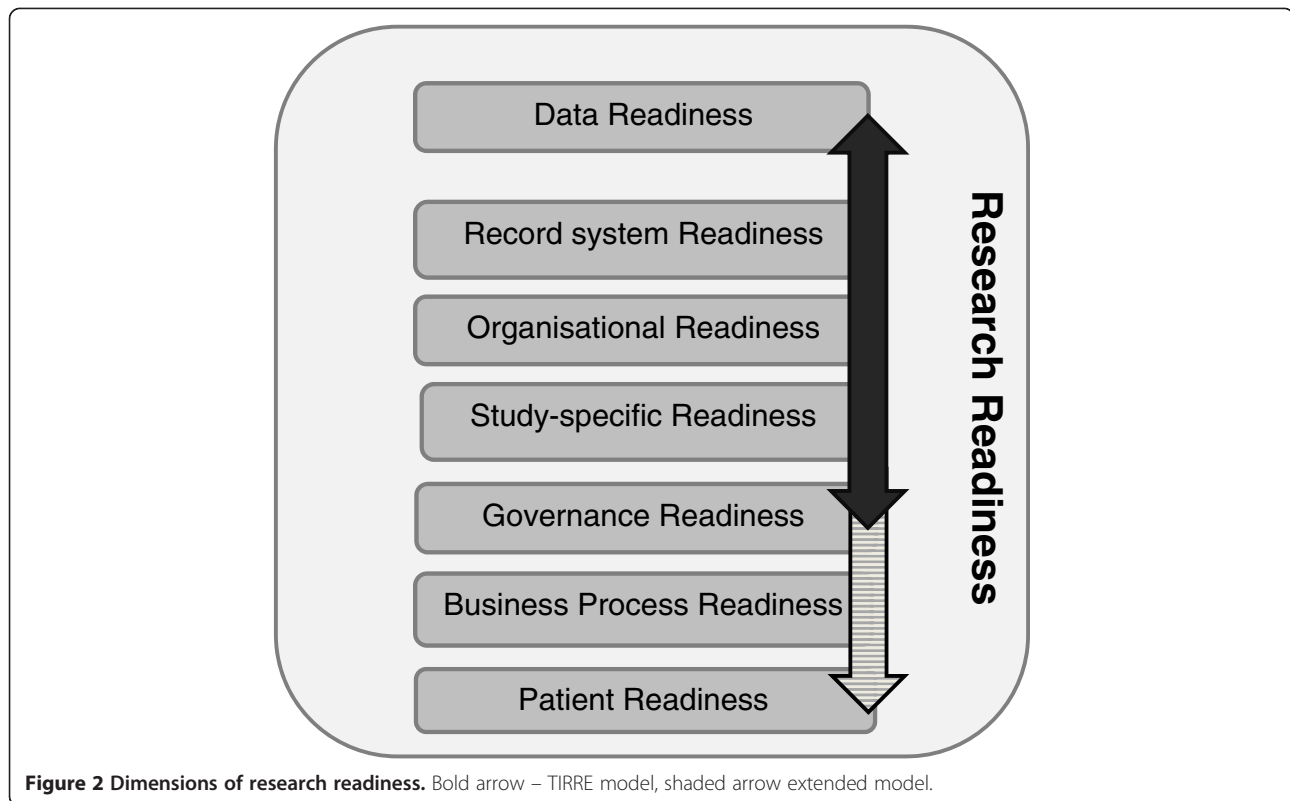 Data Readiness
Record system Readiness
Organisational Readiness
Study-specific Readiness
Governance Readiness
Business Process Readiness
Patient Readiness
Research Readiness
Figure 2 Dimensions of research readiness. Bold arrow – TIRRE model, shaded arrow extended model.